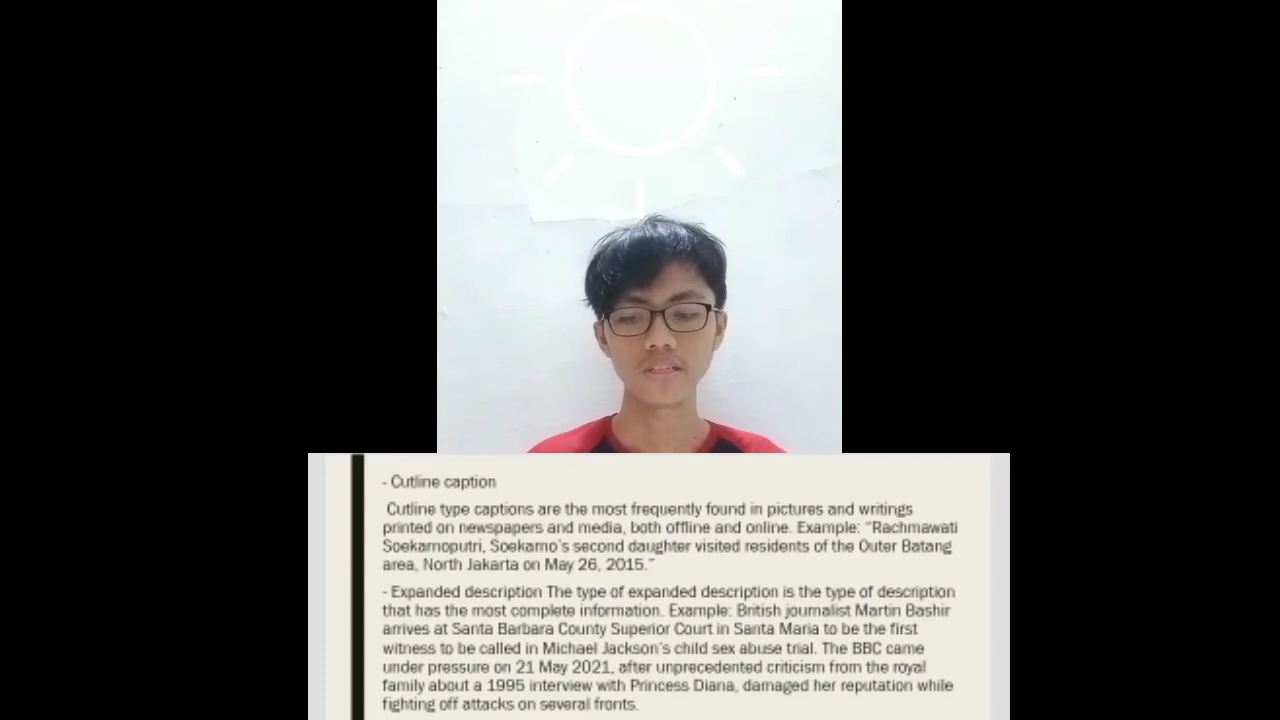 - Cutline caption
Cutline type captions are the most frequently found in pictures and writings
printed on newspapers and media, both offline and online. Example: "Rachmawati
Soekarnoputri, Soekarno's second daughter visited residents of the Outer Batang
area, North Jakarta on May 26, 2015."
- Expanded description The type of expanded description is the type of description
that has the most complete information. Example: British journalist Martin Bashir
arrives at Santa Barbara County Superior Court in Santa Maria to be the first
witness to be called in Michael Jackson's child sex abuse trial. The BBC came
under pressure on 21 May 2021, after unprecedented criticism from the royal
family about a 1995 interview with Princess Diana, damaged her reputation while
fighting off attacks on several fronts.